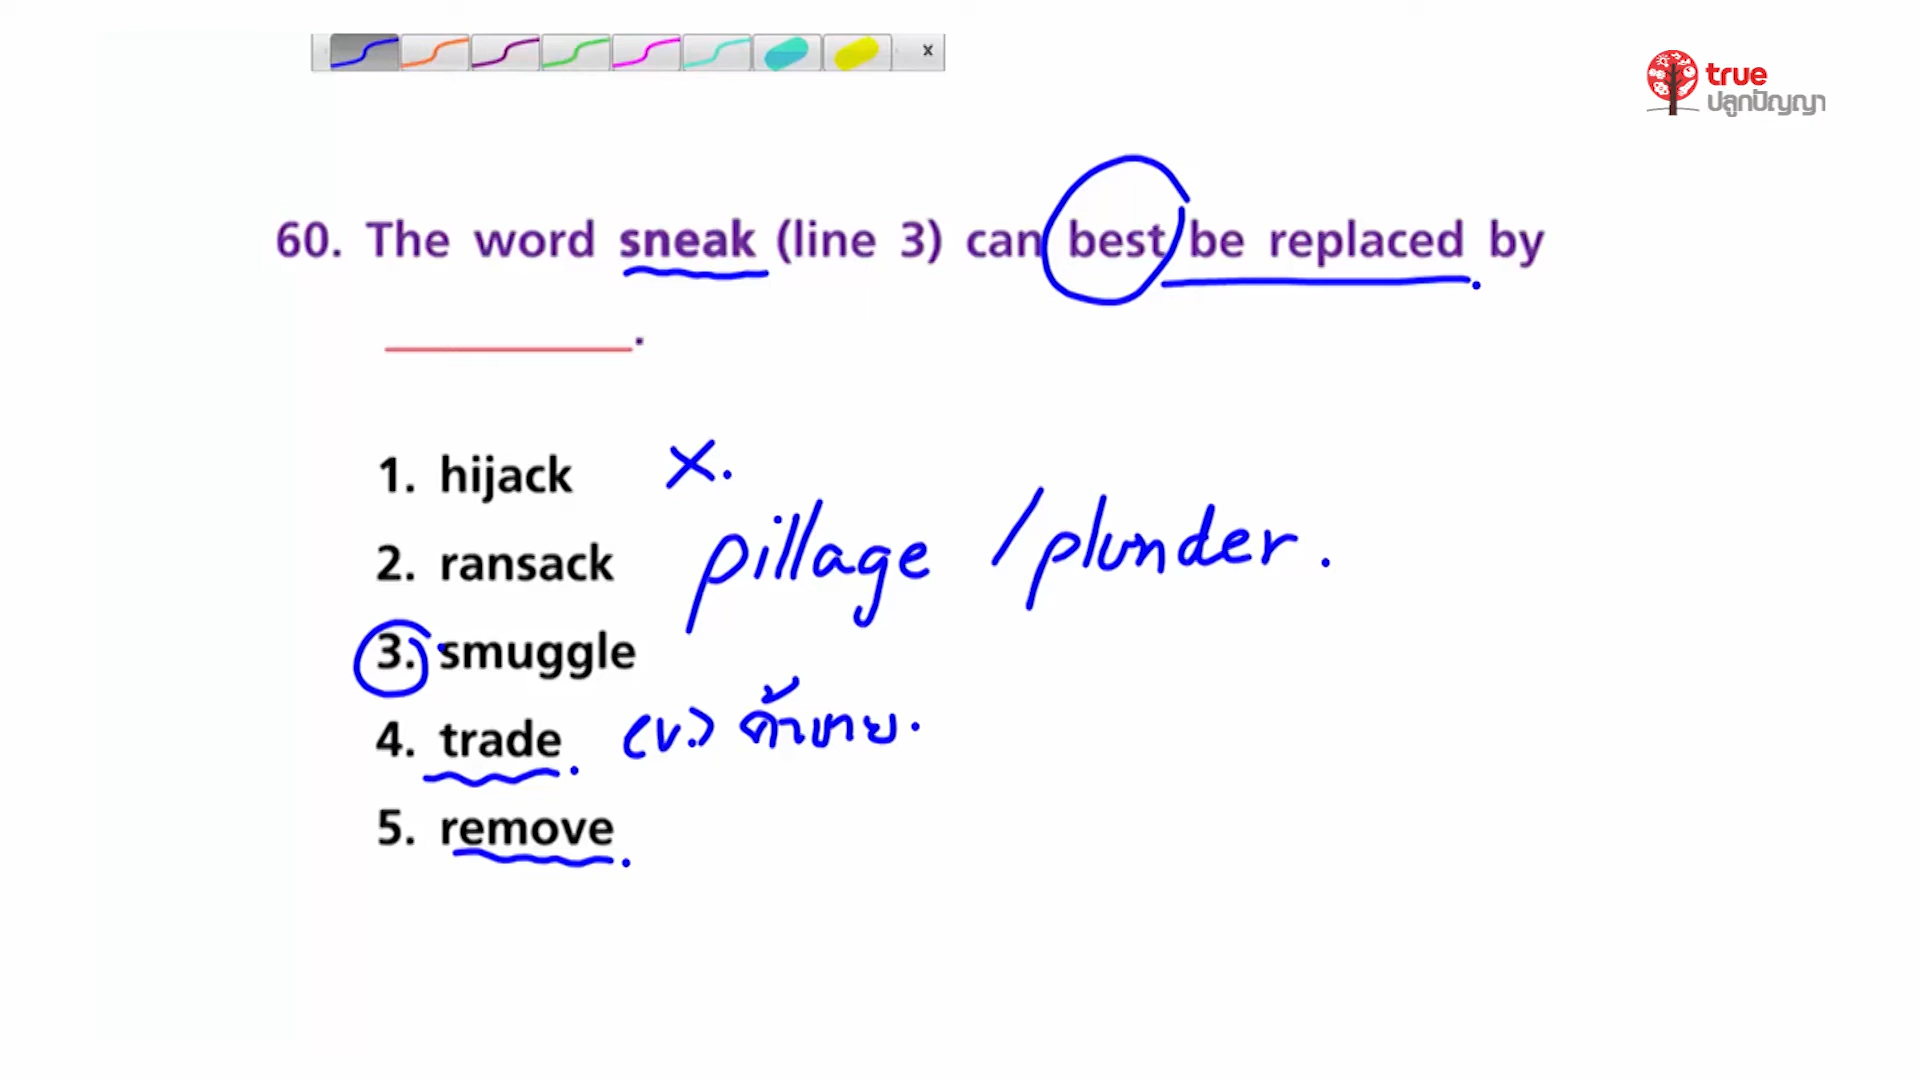 x
true
ปลูกปัญญา
60. The word sneak (line 3) can best be replaced by
__________.
1. hijack x.
2. ransack pillage / plunder.
3. smuggle
4. trade. (v.) ค้าขาย.
5. remove.